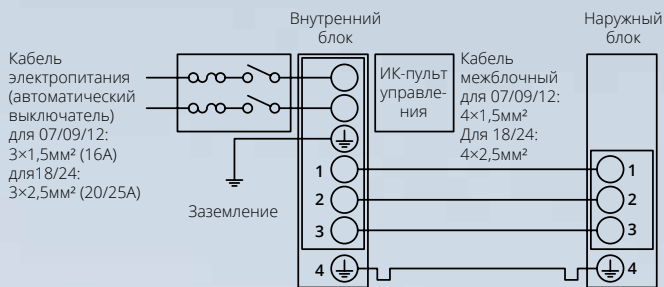 Внутренний
блок
Наружный
блок
Кабель
электропитания
(автоматический
выключатель)
для 07/09/12:
3×1,5мм² (16А)
для18/24:
3×2,5мм² (20/25А)
ИК-пульт
управле-
ния
Кабель
межблочный
для 07/09/12:
4×1,5мм²
Для 18/24:
4×2,5мм²
Заземление
1
2
3
4
1
2
3
4